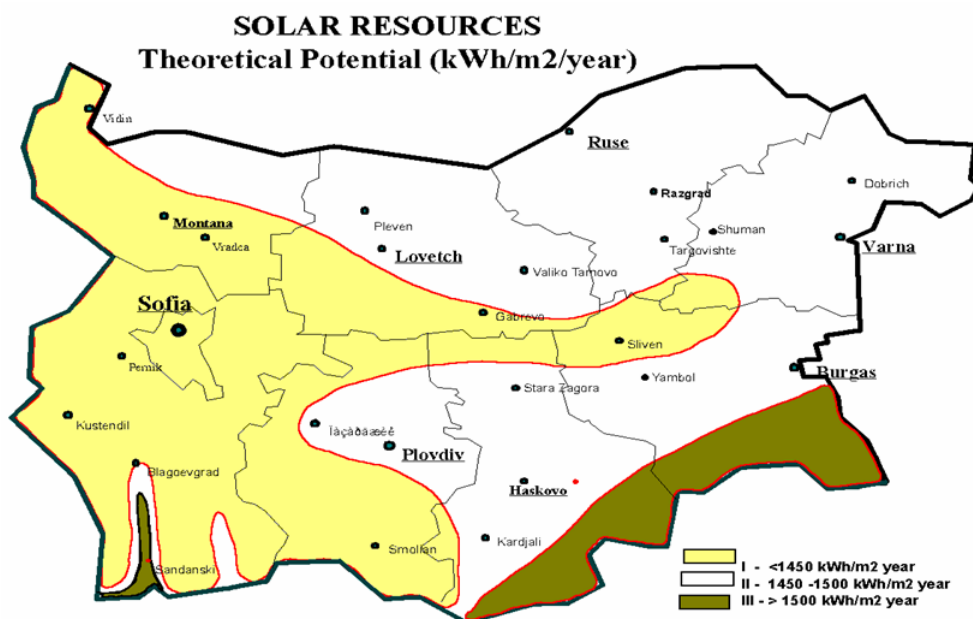 SOLAR RESOURCES
Theoretical Potential (kWh/m2/year)
Vidin
Ruse
Razgrad
Dobrich
Montana
Pleven
Vradca
Lovetch
Targovishte
Shuman
Varna
Valiko Tarnovo
Sofia
Gabrevo
Sliven
Pernik
Burgas
Yambol
Stara Zagora
Kustendil
Ïàçàðäæèê
Plovdiv
Blagoevgrad
Haskovo
Kardjali
Smolian
Sandanski
I - <1450 kWh/m2 year
II - 1450 -1500 kWh/m2 year
III - > 1500 kWh/m2 year